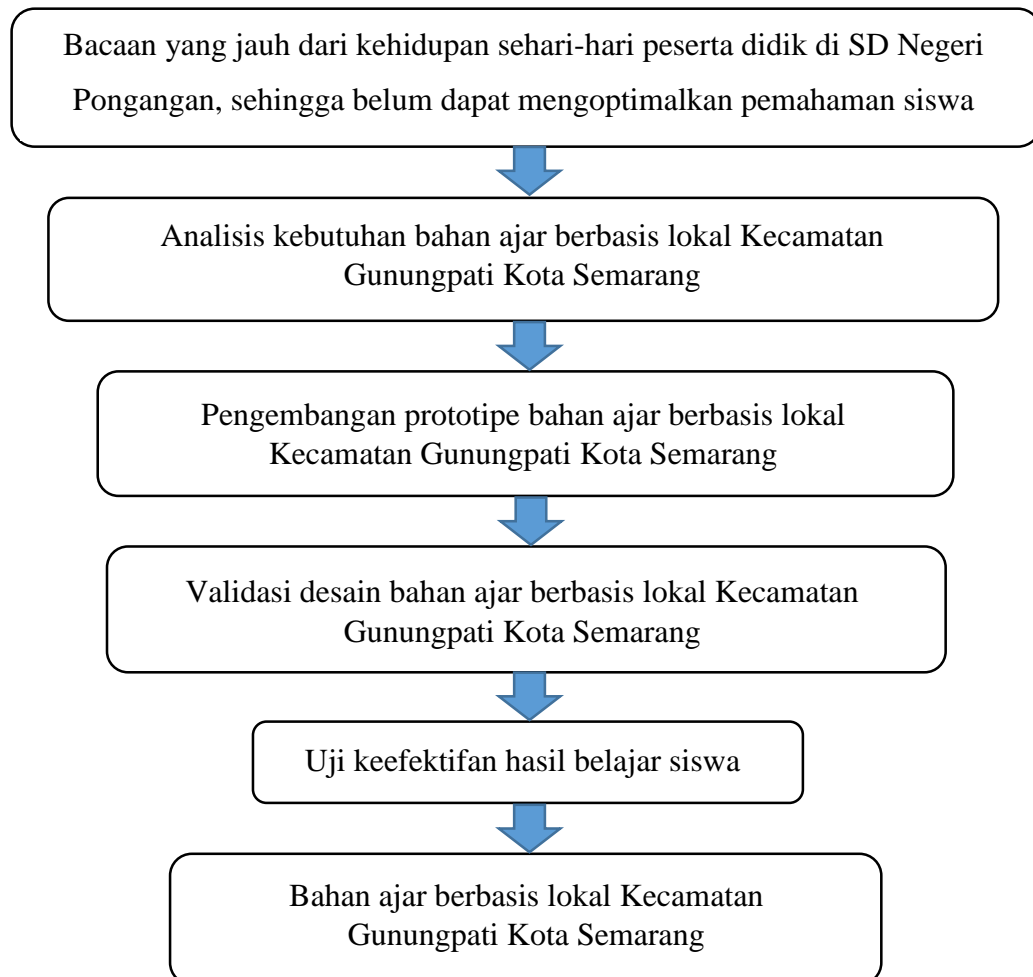 Bacaan yang jauh dari kehidupan sehari-hari peserta didik di SD Negeri
Pongangan, sehingga belum dapat mengoptimalkan pemahaman siswa
Analisis kebutuhan bahan ajar berbasis lokal Kecamatan
Gunungpati Kota Semarang
Pengembangan prototipe bahan ajar berbasis lokal
Kecamatan Gunungpati Kota Semarang
Validasi desain bahan ajar berbasis lokal Kecamatan
Gunungpati Kota Semarang
Uji keefektifan hasil belajar siswa
Bahan ajar berbasis lokal Kecamatan
Gunungpati Kota Semarang